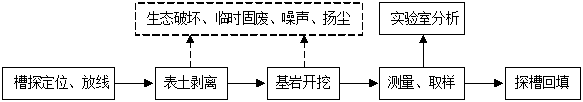 生态破坏、临时固废、噪声、扬尘
实验室分析
槽探定位、放线
表土剥离
基岩开挖
测量、取样
探槽回填